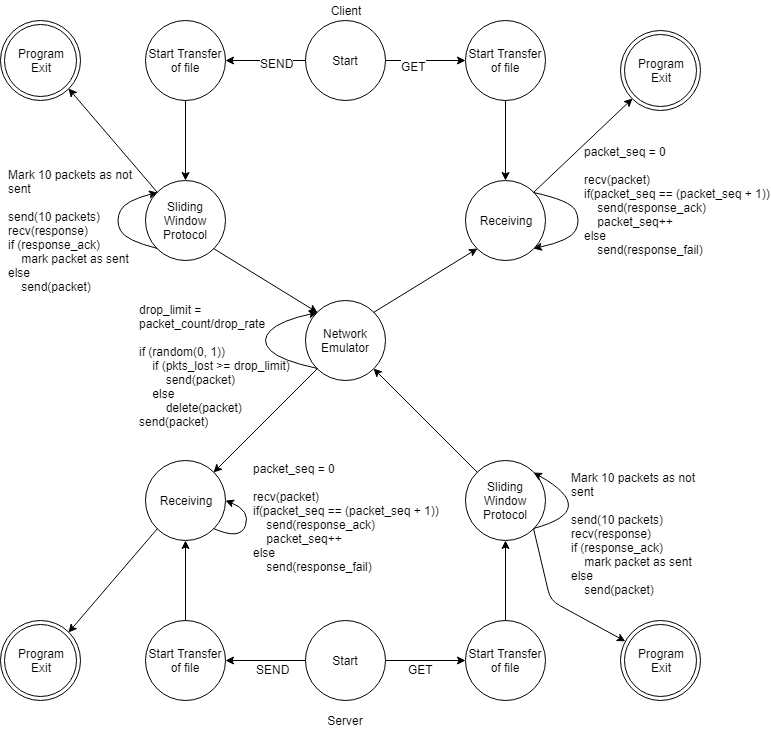 Client
Program
Exit
Start Transfer
of file
SEND
Start
GET
Start Transfer
of file
Program
Exit
Mark 10 packets as not
sent
send(10 packets)
recv(response)
if (response_ack)
mark packet as sent
else
send(packet)
Sliding
Window
Protocol
Receiving
packet_seq = 0
recv(packet)
if(packet_seq == (packet_seq + 1))
send(response_ack)
packet_seq++
else
send(response_fail)
drop_limit =
packet_count/drop_rate
if (random(0, 1))
if (pkts_lost >= drop_limit)
send(packet)
else
delete(packet)
send(packet)
Network
Emulator
Receiving
packet_seq = 0
recv(packet)
if(packet_seq == (packet_seq + 1))
send(response_ack)
packet_seq++
else
send(response_fail)
Sliding
Window
Protocol
Mark 10 packets as not
sent
send(10 packets)
recv(response)
if (response_ack)
mark packet as sent
else
send(packet)
Program
Exit
Start Transfer
of file
SEND
Start
GET
Start Transfer
of file
Program
Exit
Server